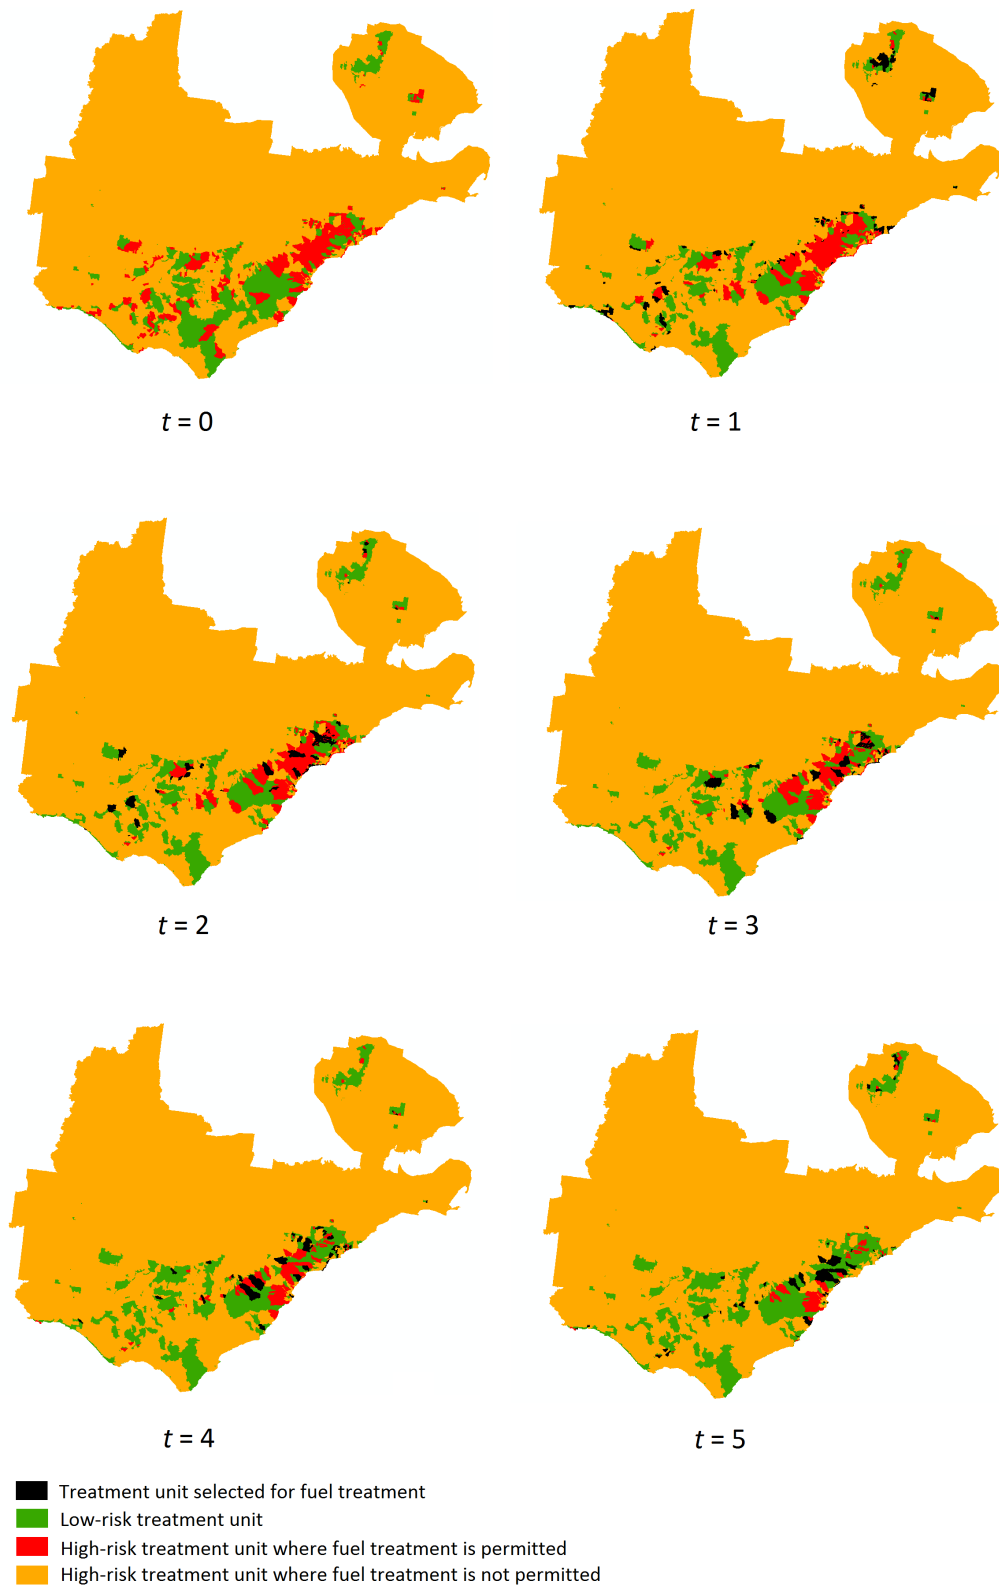 t = 0
t = 1
t = 2
t = 3
t = 4
t = 5
Treatment unit selected for fuel treatment
Low-risk treatment unit
High-risk treatment unit where fuel treatment is permitted
High-risk treatment unit where fuel treatment is not permitted